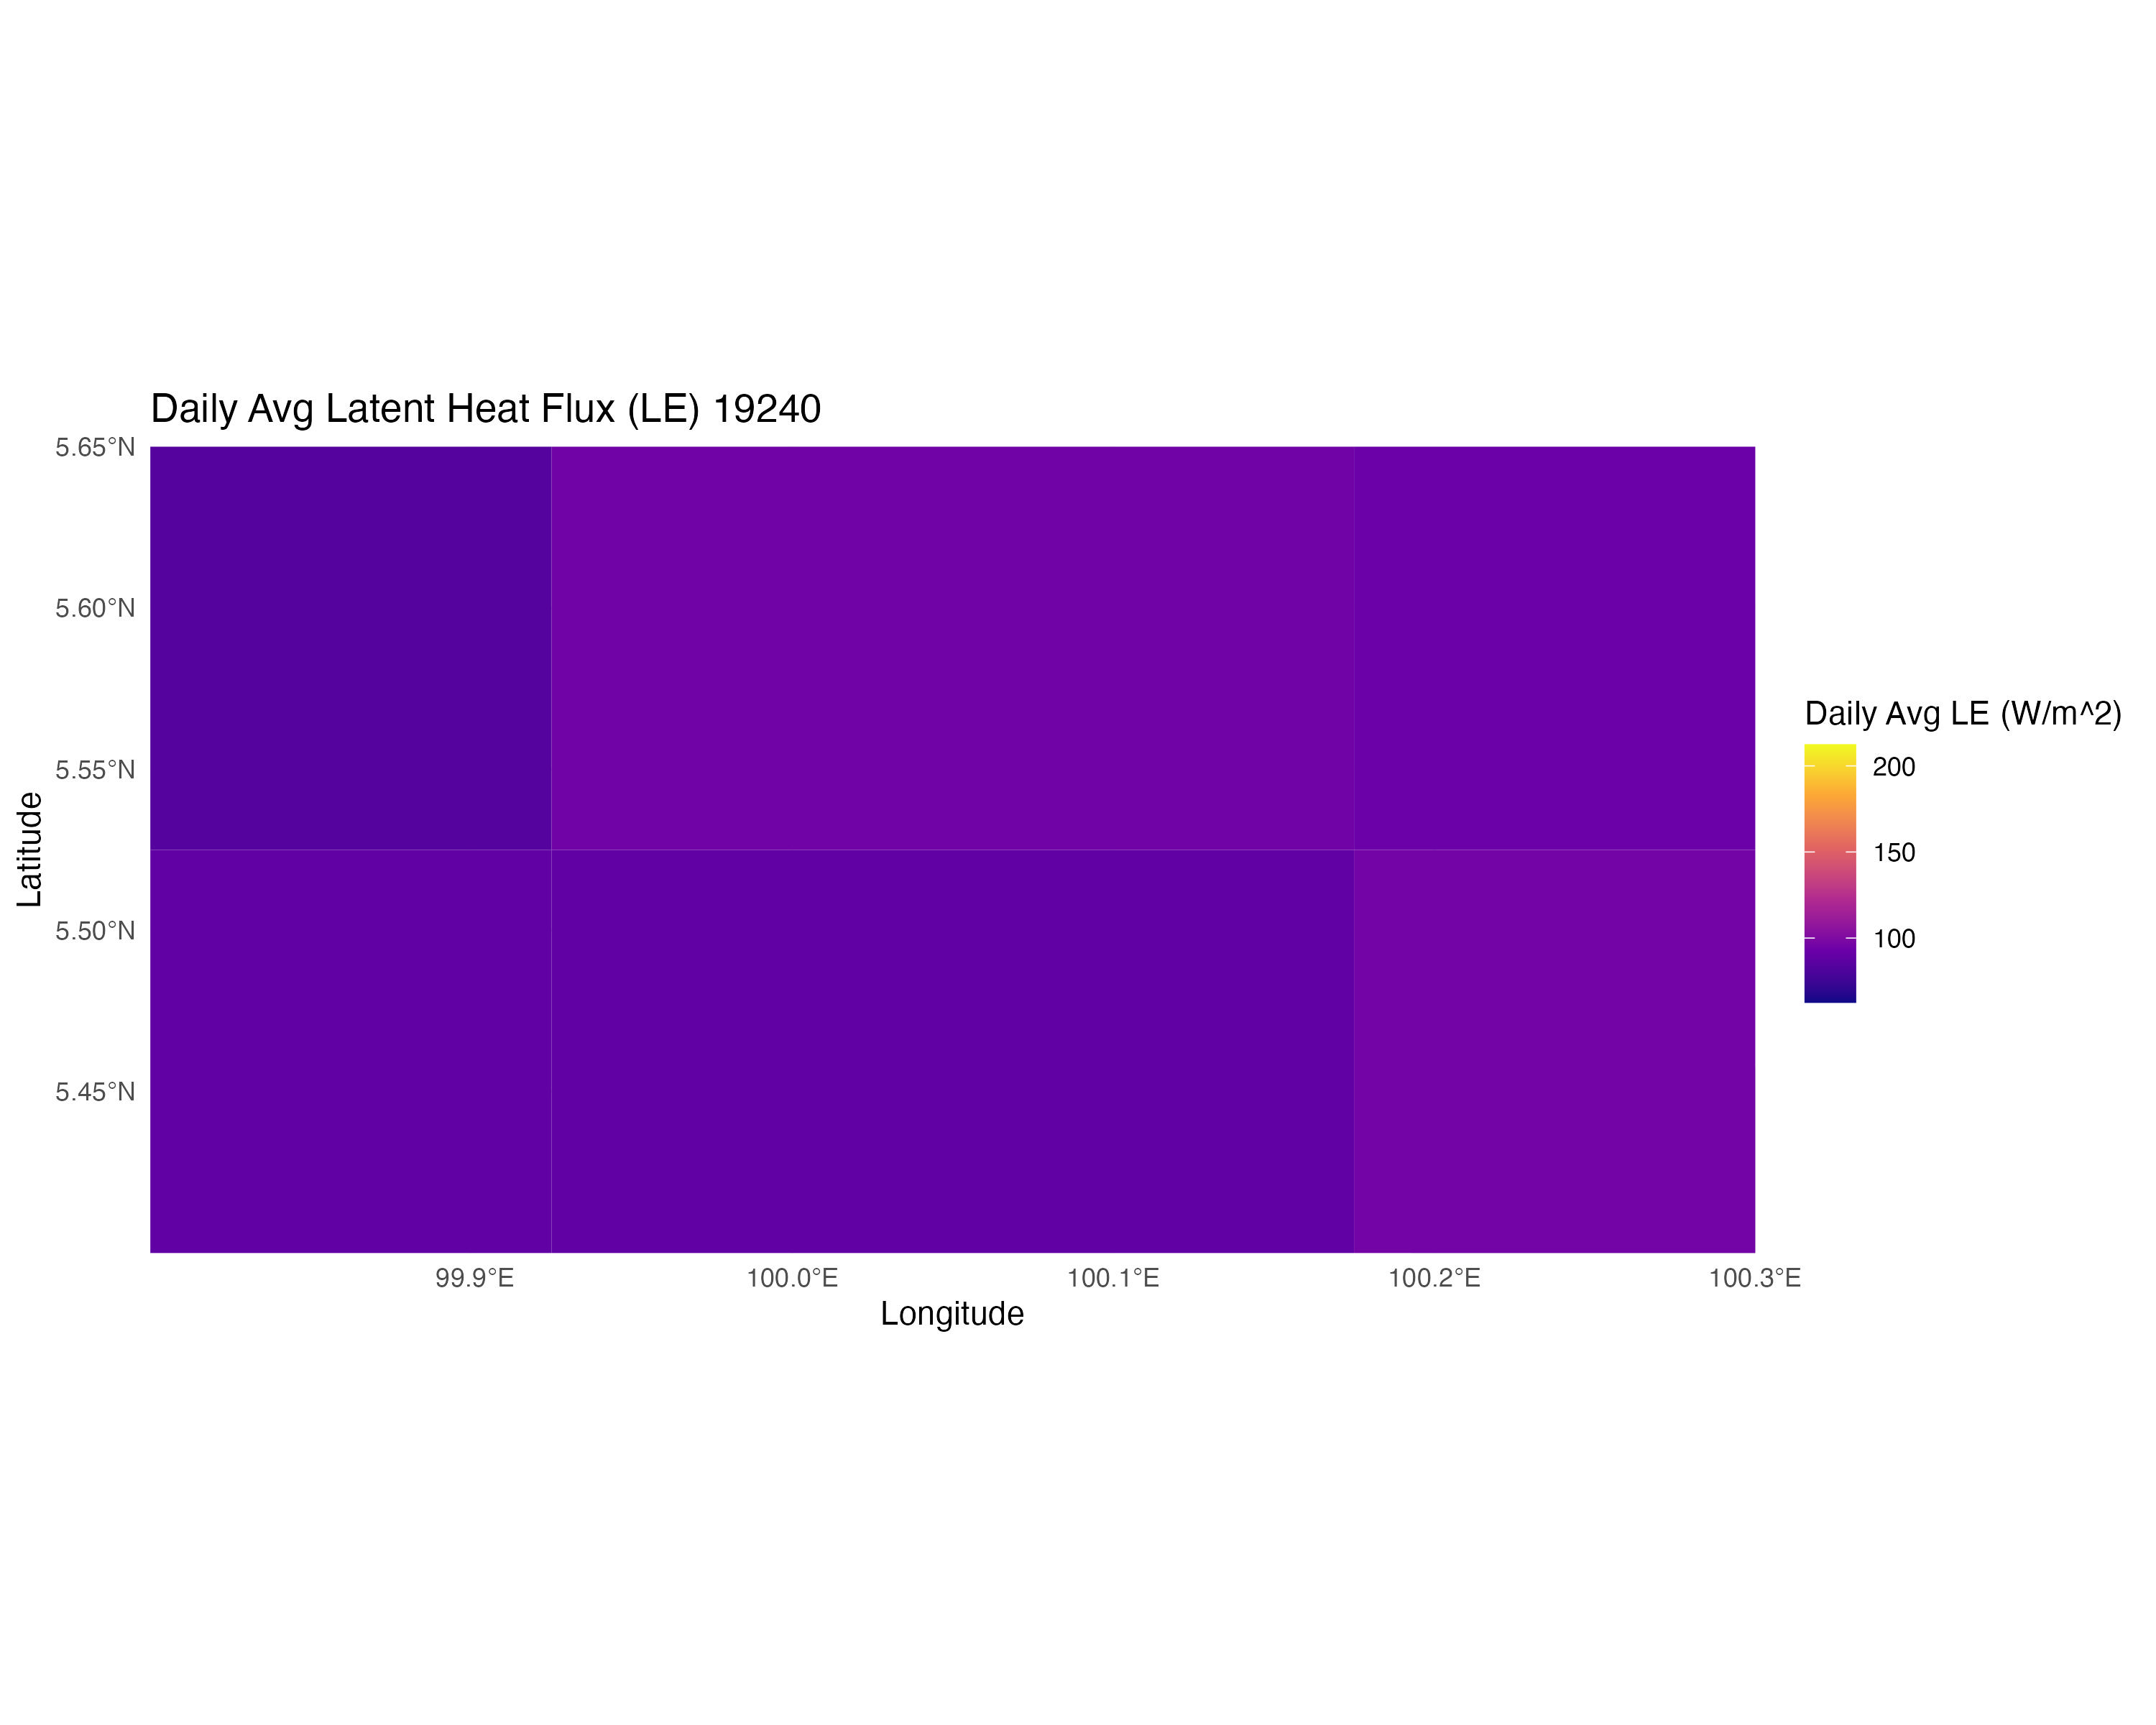 Daily Avg Latent Heat Flux (LE) 19240
5.65°N
5.60°N
5.55°N
5.50°N
5.45°N
Latitude
99.9°E
100.0°E
100.1°E
100.2°E
100.3°E
Longitude
Daily Avg LE (W/m^2)
200
150
100